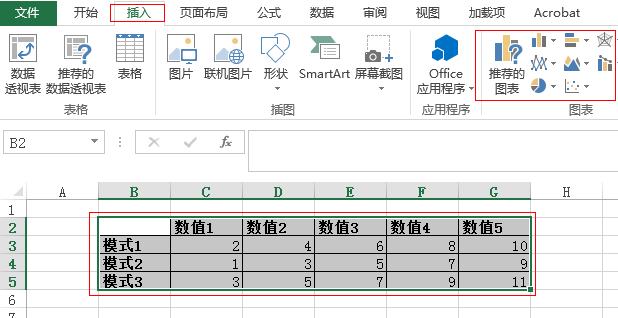 文件 开始 插入 页面布局 公式 数据 审阅 视图 加载项 Acrobat
数据 推荐的 表格 图片 联机图片 形状 SmartArt 屏幕截图 Office 推荐的
透视表 数据透视表 应用程序 图表
表格 插图 应用程序 图表
B2 fx
A B C D E F G H
1
2 数值1 数值2 数值3 数值4 数值5
3 模式1 2 4 6 8 10
4 模式2 1 3 5 7 9
5 模式3 3 5 7 9 11
6
7